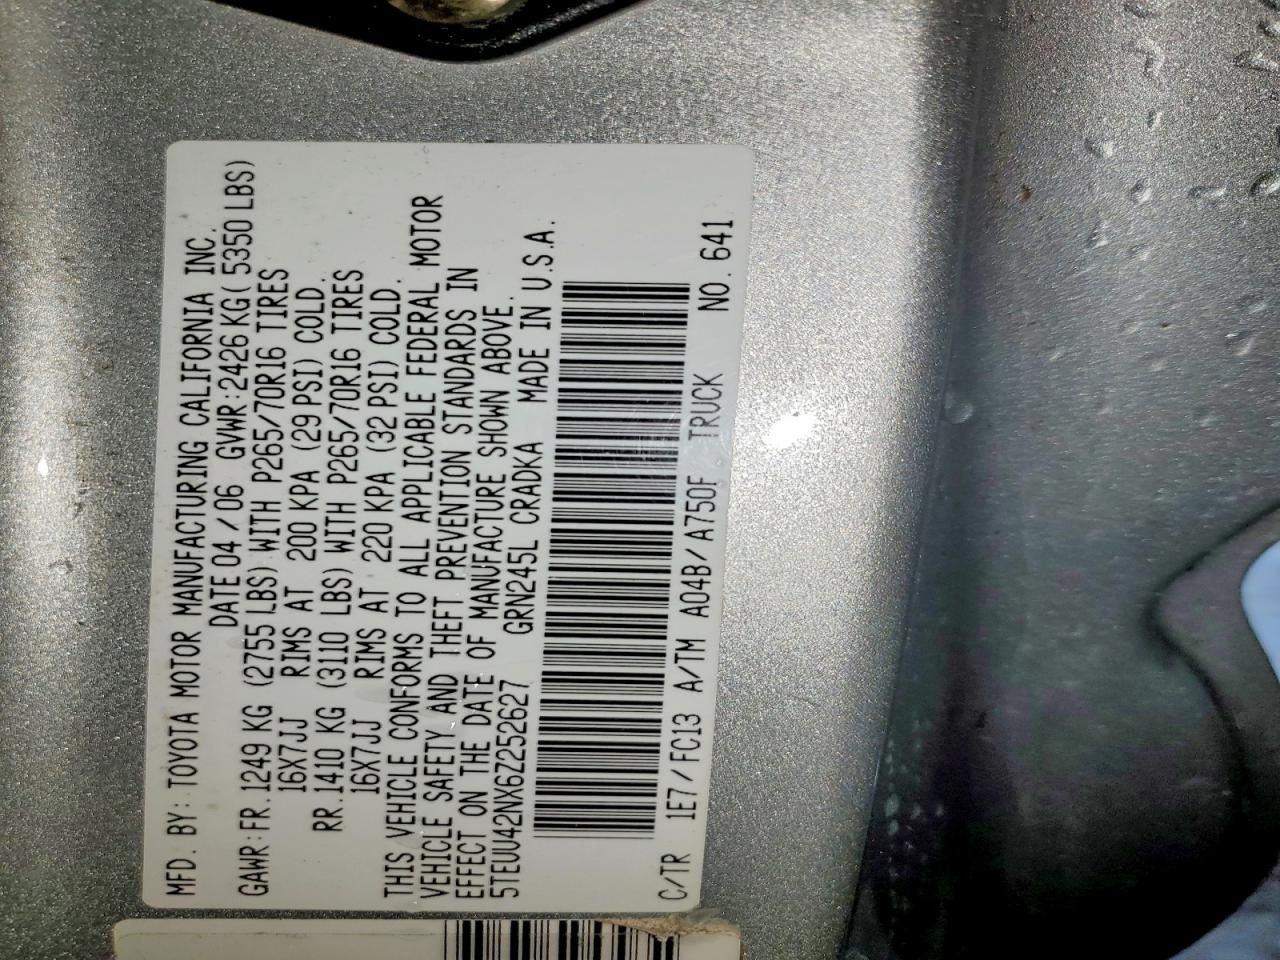 MFD. BY: TOYOTA MOTOR MANUFACTURING CALIFORNIA INC.
DATE 04 / 06 GVWR: 2426 KG( 5350 LBS)
GAWR: FR. 1249 KG (2755 LBS) WITH P265/70R16 TIRES
16X7JJ RIMS AT 200 KPA (29 PSI) COLD
RR. 1410 KG (3110 LBS) WITH P265/70R16 TIRES
16X7JJ RIMS AT 220 KPA (32 PSI) COLD.
THIS VEHICLE CONFORMS TO ALL APPLICABLE FEDERAL MOTOR
VEHICLE SAFETY AND THEFT PREVENTION STANDARDS IN
EFFECT ON THE DATE OF MANUFACTURE SHOWN ABOVE.
5TEUU42NX6Z252627 GRN245L CRADKA MADE IN U.S.A.
C/TR 1E7/FC13 A/TM A04B/A750F TRUCK NO. 641